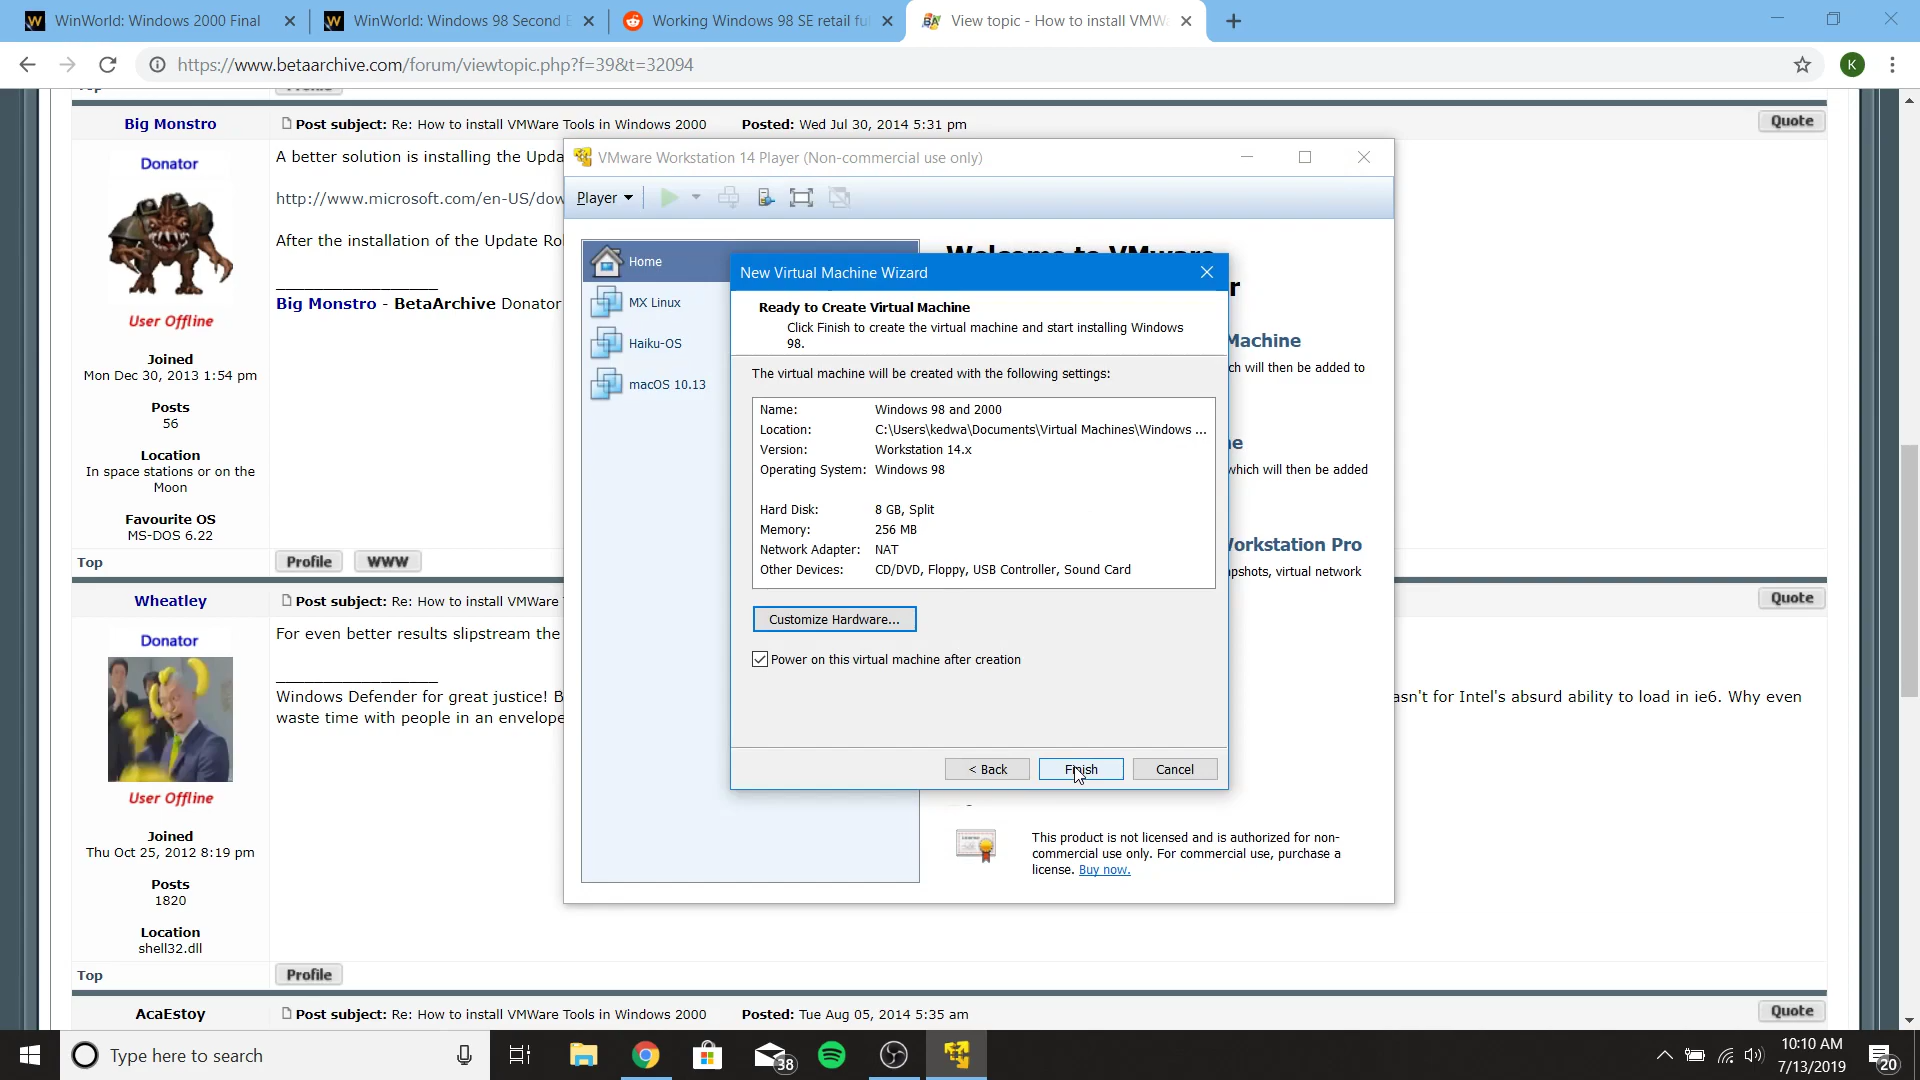 WinWorld: Windows 2000 Final
WinWorld: Windows 98 Second E
Working Windows 98 SE retail ful
View topic - How to install VMWa
https://www.betaarchive.com/forum/viewtopic.php?f=39&t=32094
K
Big Monstro
Post subject: Re: How to install VMWare Tools in Windows 2000
Posted: Wed Jul 30, 2014 5:31 pm
Quote
Donator
User Offline
Joined
Mon Dec 30, 2013 1:54 pm
Posts
56
Location
In space stations or on the
Moon
Favourite OS
MS-DOS 6.22
A better solution is installing the Upda
http://www.microsoft.com/en-US/dow
After the installation of the Update Ro
Big Monstro - BetaArchive Donator
Top
Profile
WWW
Wheatley
Post subject: Re: How to install VMWare
Quote
Donator
User Offline
Joined
Thu Oct 25, 2012 8:19 pm
Posts
1820
Location
shell32.dll
For even better results slipstream the
Windows Defender for great justice! B
asn't for Intel's absurd ability to load in ie6. Why even
waste time with people in an envelope
Top
Profile
AcaEstoy
Post subject: Re: How to install VMWare Tools in Windows 2000
Posted: Tue Aug 05, 2014 5:35 am
Quote
VMware Workstation 14 Player (Non-commercial use only)
Player
Home
MX Linux
Haiku-OS
macOS 10.13
Welcome to VMware
r
Machine
ch will then be added to
ne
which will then be added
Workstation Pro
pshots, virtual network
This product is not licensed and is authorized for non-
commercial use only. For commercial use, purchase a
license. Buy now.
New Virtual Machine Wizard
Ready to Create Virtual Machine
Click Finish to create the virtual machine and start installing Windows
98.
The virtual machine will be created with the following settings:
Name: Windows 98 and 2000
Location: C:\Users\kedwa\Documents\Virtual Machines\Windows ...
Version: Workstation 14.x
Operating System: Windows 98
Hard Disk: 8 GB, Split
Memory: 256 MB
Network Adapter: NAT
Other Devices: CD/DVD, Floppy, USB Controller, Sound Card
Customize Hardware...
Power on this virtual machine after creation
< Back
Finish
Cancel
Type here to search
38
10:10 AM
7/13/2019
20